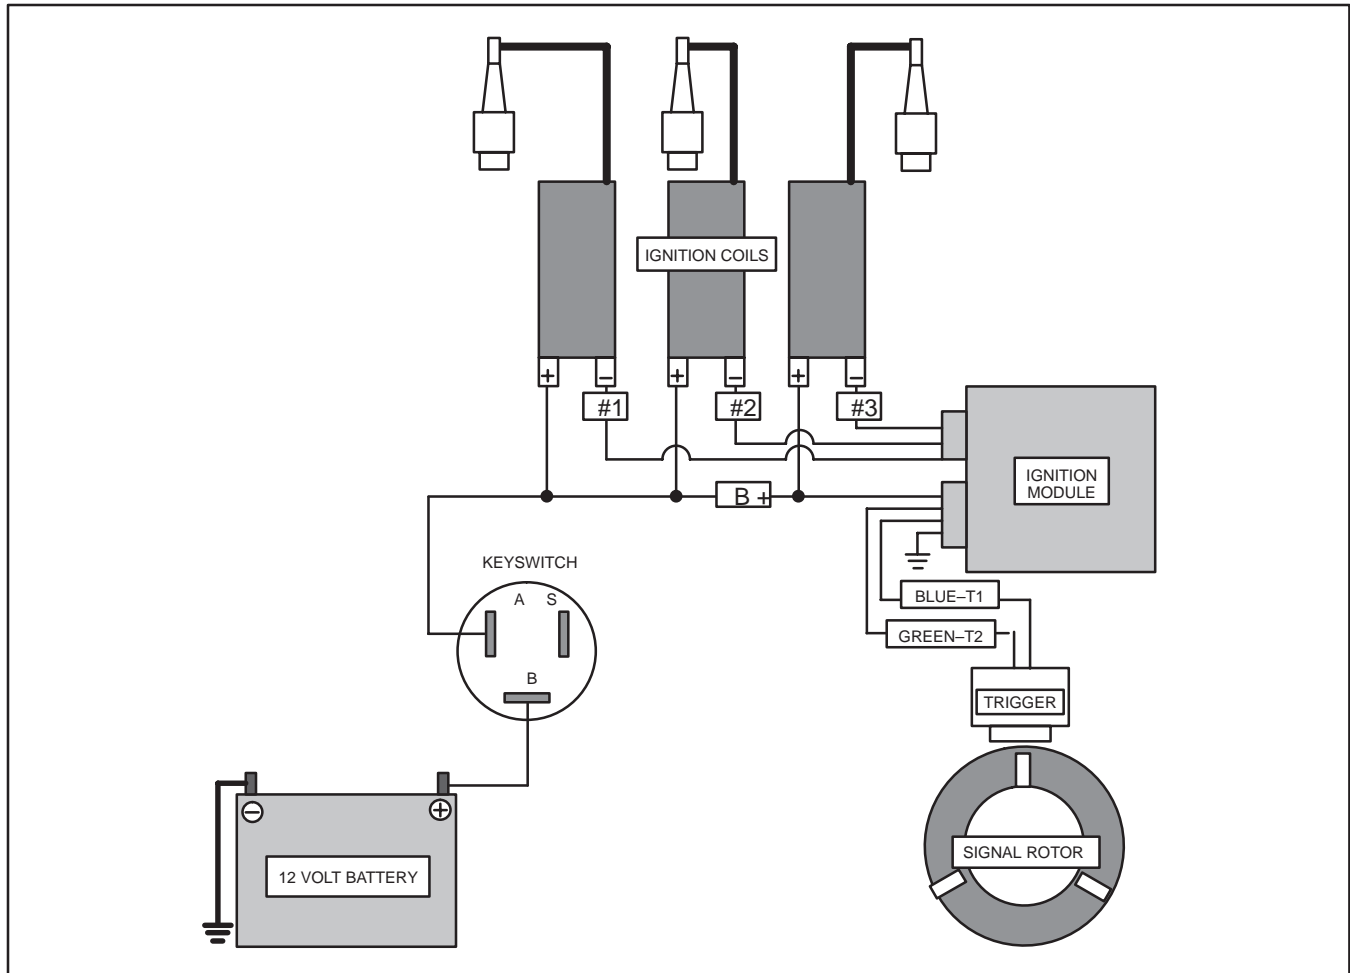 IGNITION COILS
+
–
+
–
+
–
#1
#2
#3
IGNITION
MODULE
B +
KEYSWITCH
A S
B
BLUE–T1
GREEN–T2
TRIGGER
SIGNAL ROTOR
–
+
12 VOLT BATTERY